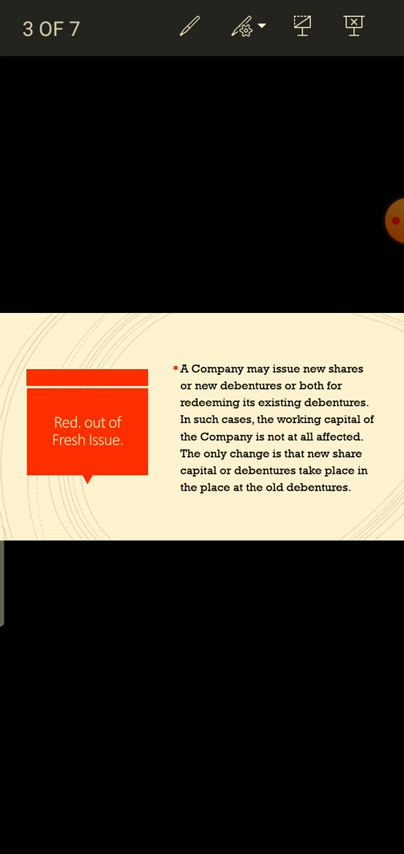 3 OF 7
Red. out of
Fresh Issue.
A Company may issue new shares
or new debentures or both for
redeeming its existing debentures.
In such cases, the working capital of
the Company is not at all affected.
The only change is that new share
capital or debentures take place in
the place at the old debentures.